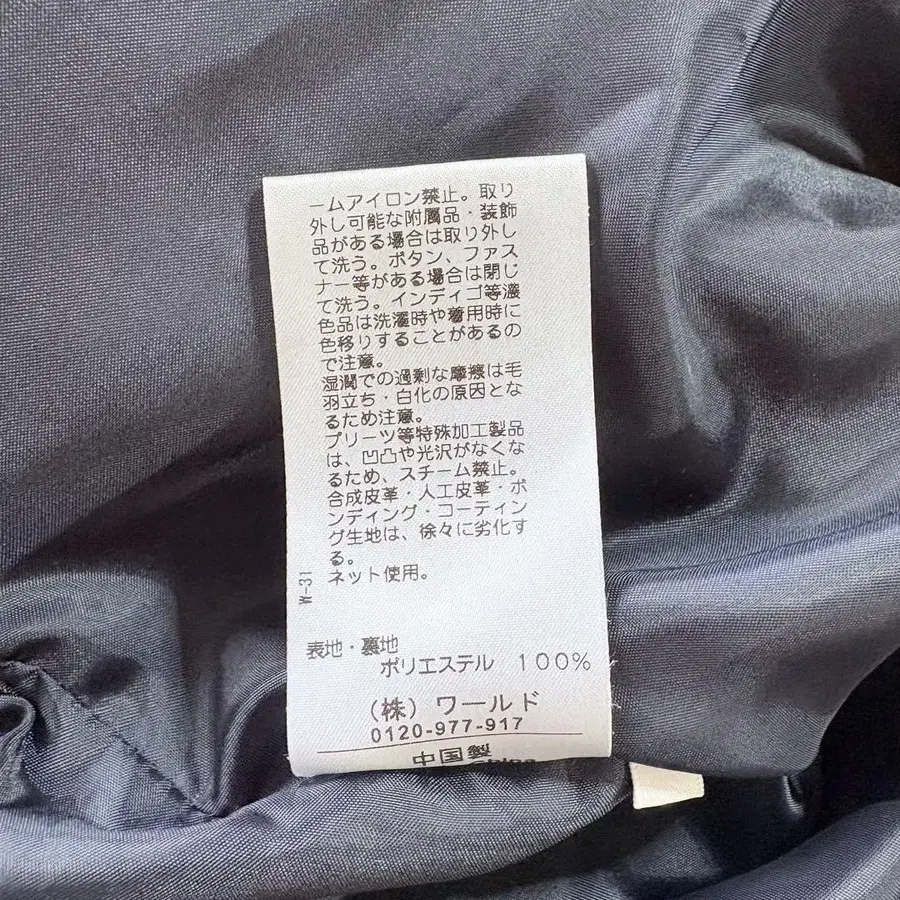 ームアイロン禁止。取り
外し可能な附属品・装飾
品がある場合は取り外し
て洗う。ボタン、ファス
ナー等がある場合は閉じ
て洗う。インディゴ等濃
色品は洗濯時や着用時に
色移りすることがあるの
で注意。
湿潤での過剰な摩擦は毛
羽立ち・白化の原因とな
るため注意。
プリーツ等特殊加工製品
は、凹凸や光沢がなくな
るため、スチーム禁止。
合成皮革・人工皮革・ボ
ンディング・コーティン
グ生地は、徐々に劣化す
る。
ネット使用。
W-31
表地・裏地
ポリエステル 100%
(株)ワールド
0120-977-917
中国製